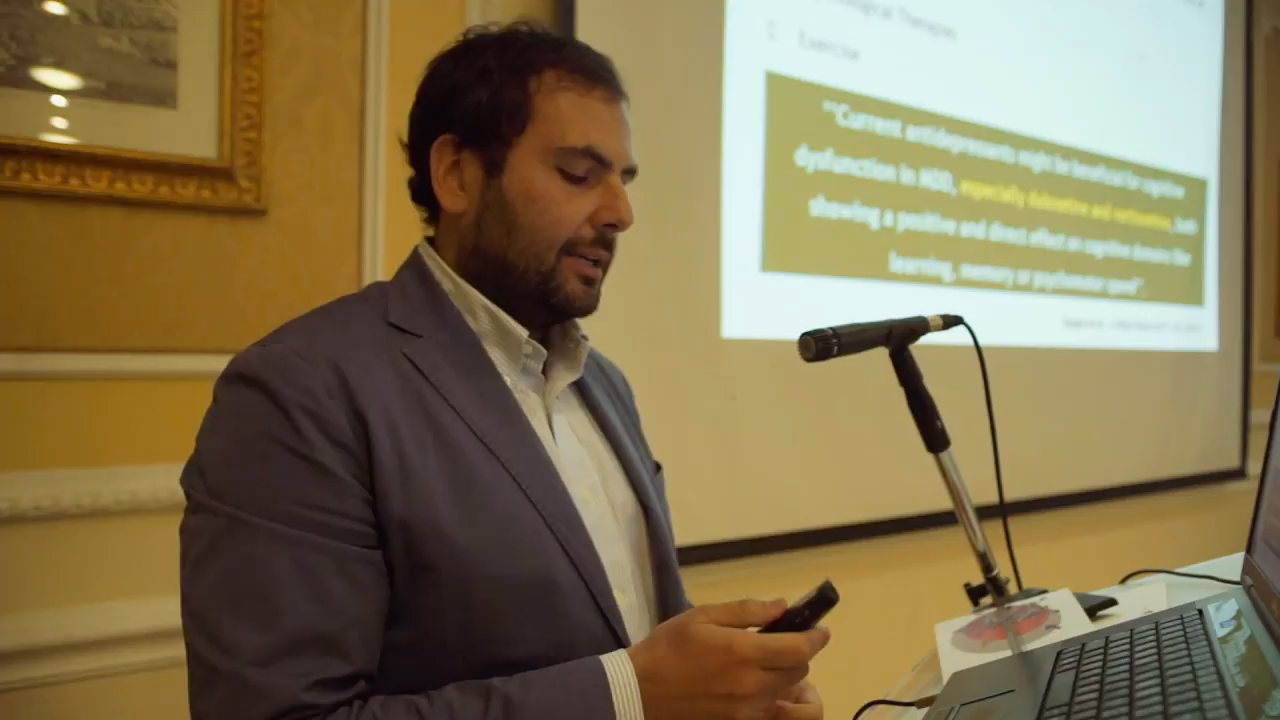 Therapies
Exercise
"Current antidepressants might be beneficial for cognitive
dysfunction in MDD, especially duloxetine and vortioxetine, both
showing a positive and direct effect on cognitive domains like
learning, memory or psychomotor speed".